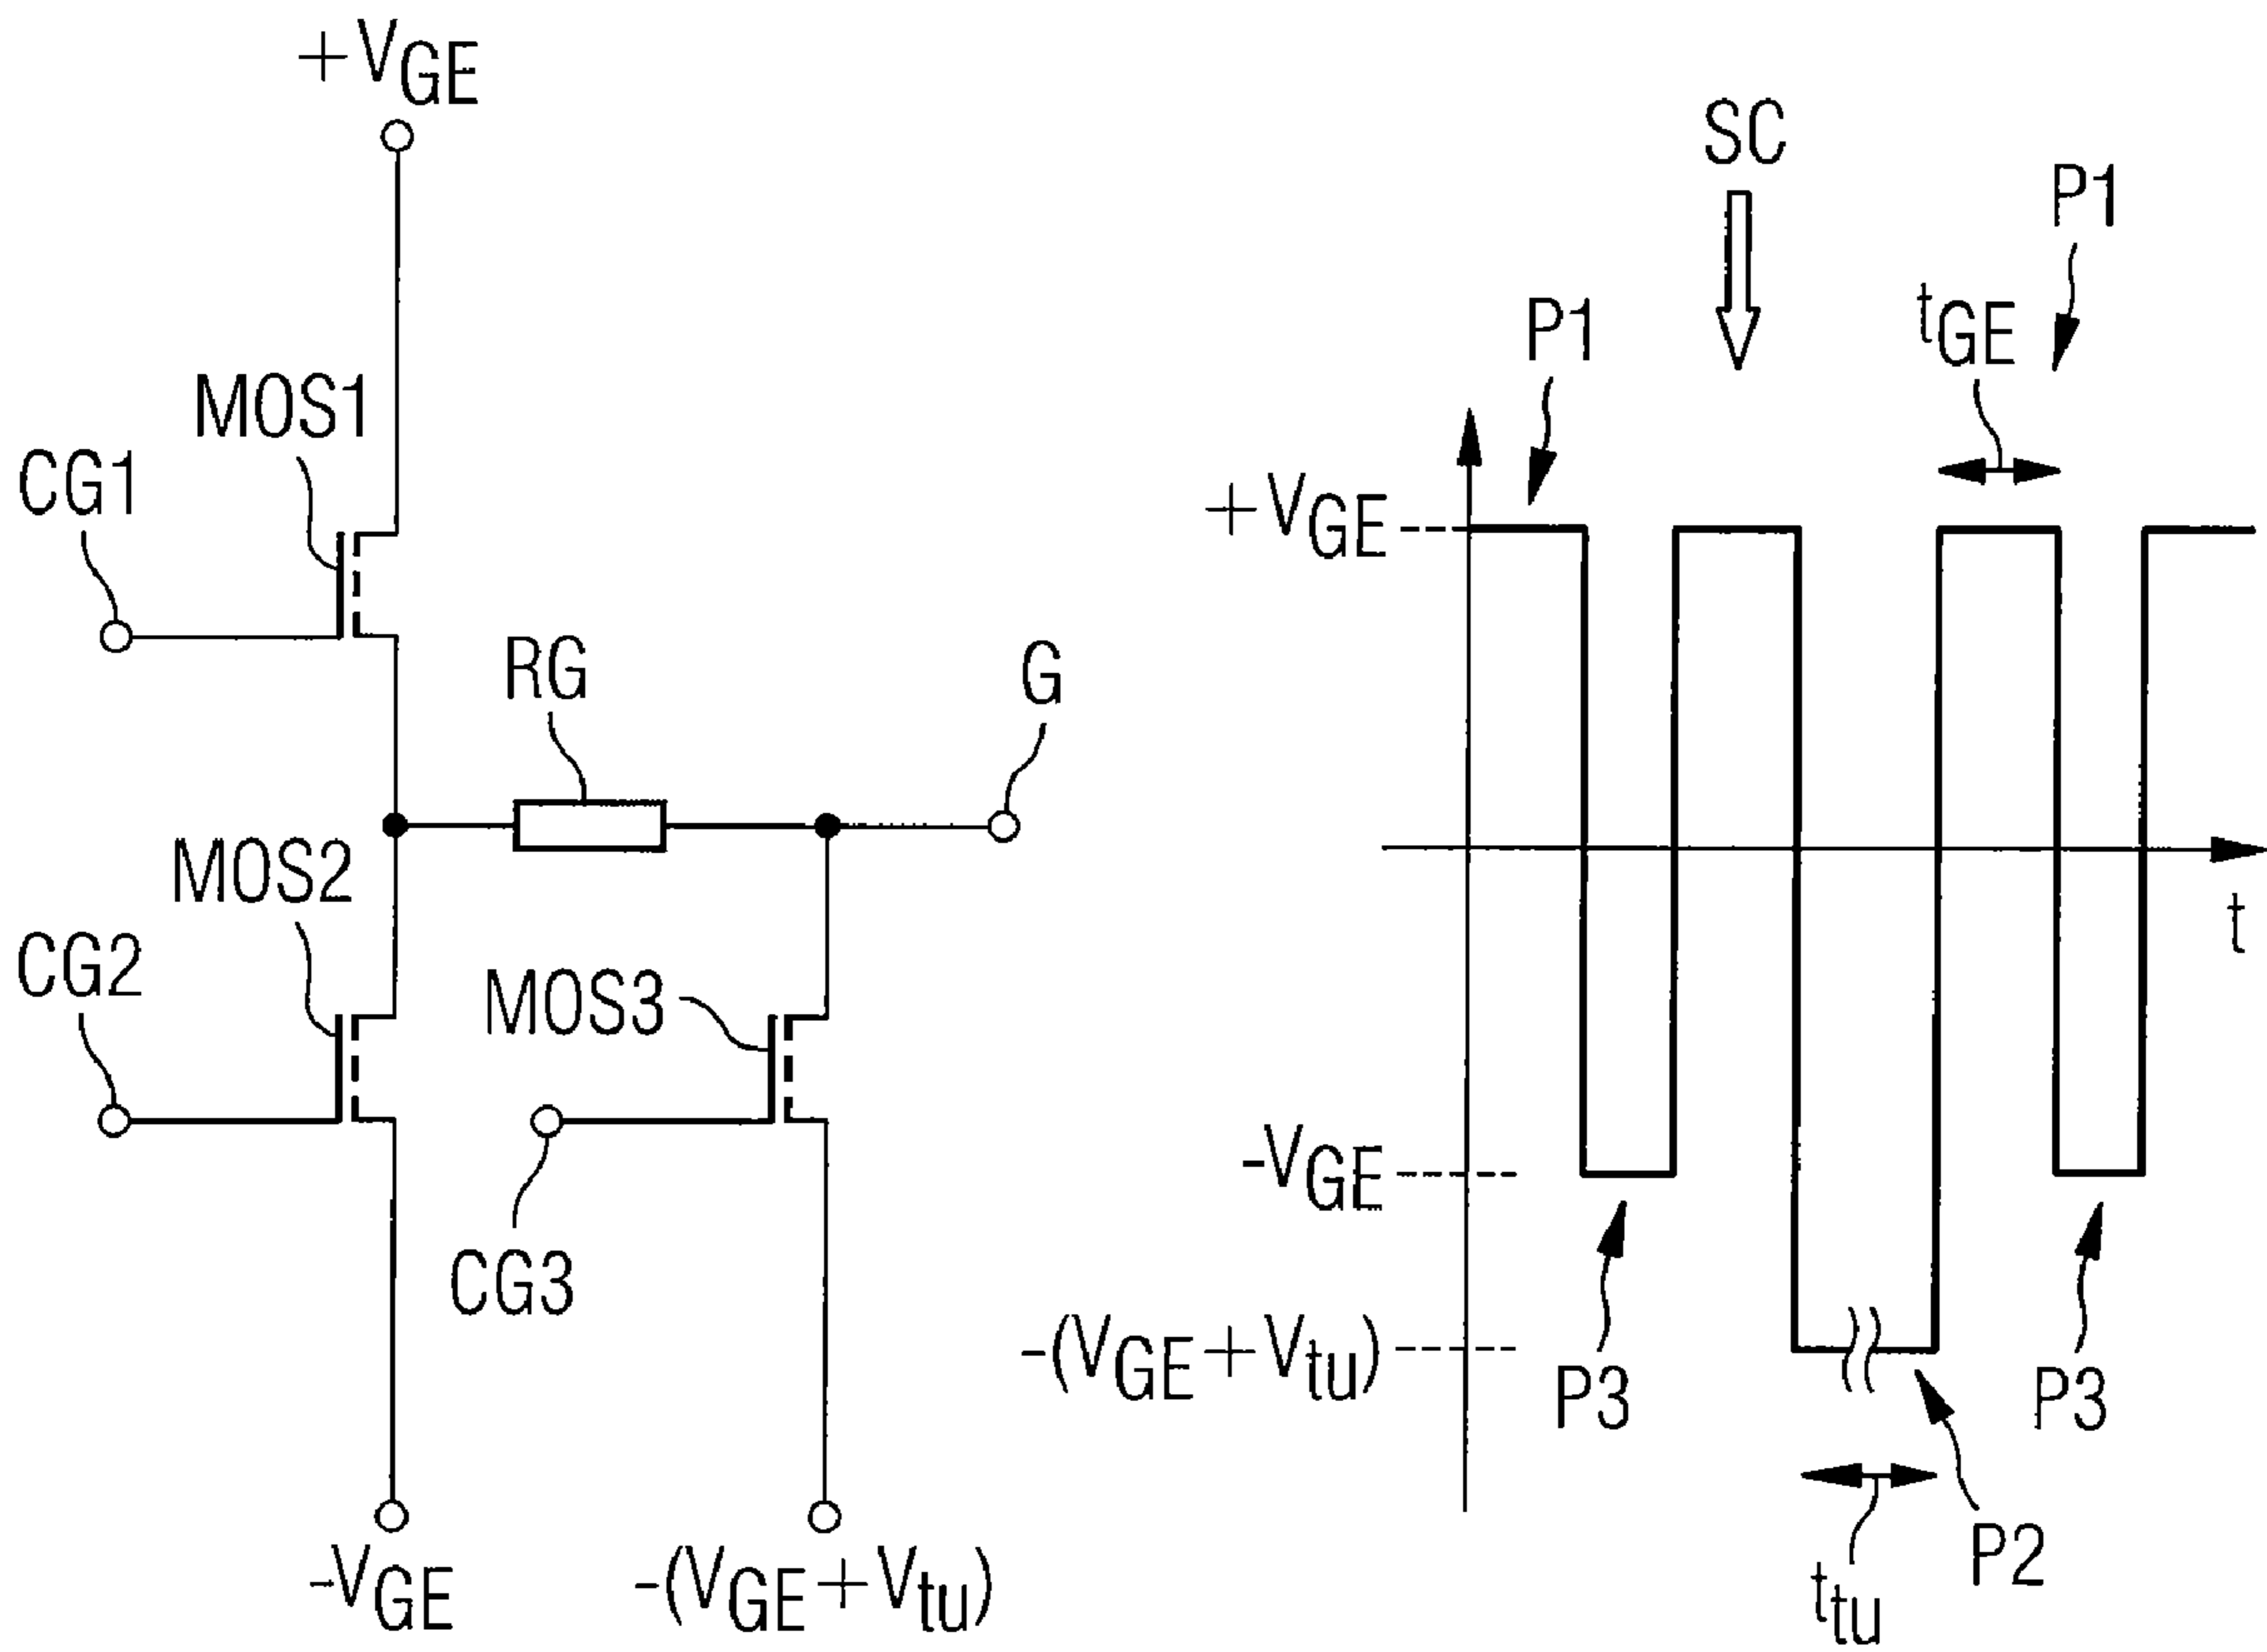 +VGE
MOS1
CG1
RG
G
MOS2
CG2
MOS3
CG3
-VGE
-(VGE+Vtu)
SC
P1
P1
tGE
+VGE
t
-VGE
-(VGE+Vtu)
P3
P3
P2
ttu